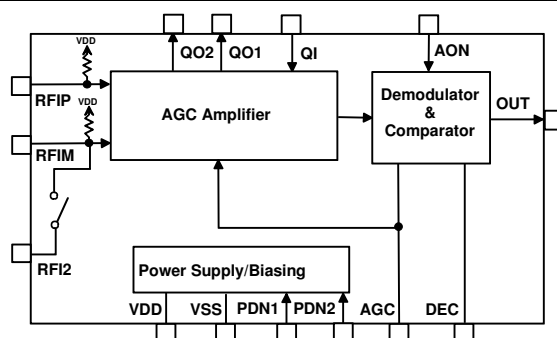 QO2
QO1
QI
AON
VDD
RFIP
VDD
RFIM
RFI2
AGC Amplifier
Demodulator
&
Comparator
OUT
Power Supply/Biasing
VDD
VSS
PDN1
PDN2
AGC
DEC